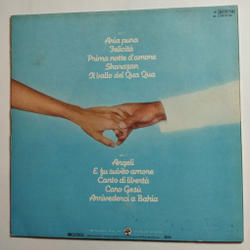 Aria pura
Felicità
Prima notte d'amore
Sharazan
Il ballo del Qua Qua
Angeli
E fu subito amore
Canto di libertà
Caro Gesù
Arrivederci a Bahia